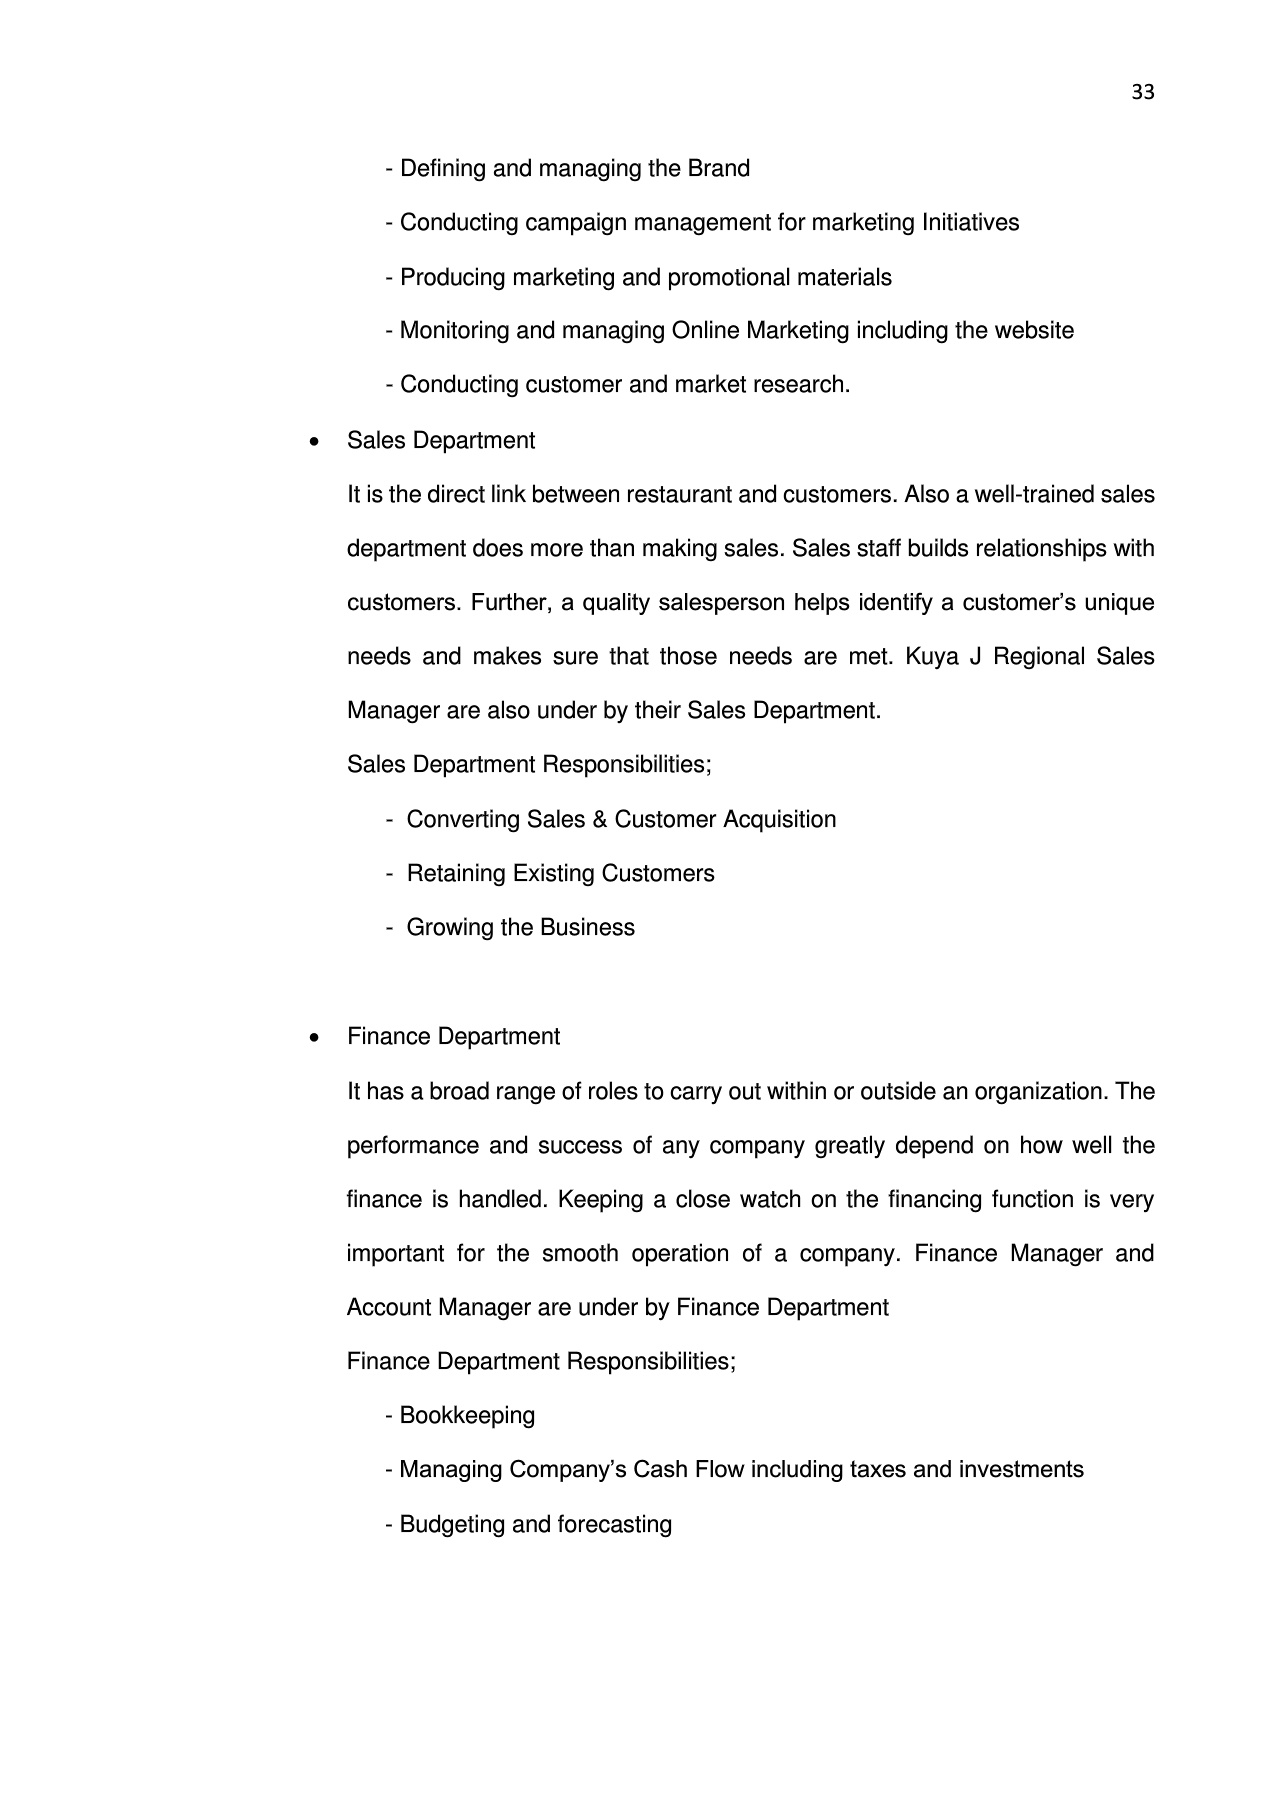 33
- Defining and managing the Brand
- Conducting campaign management for marketing Initiatives
- Producing marketing and promotional materials
- Monitoring and managing Online Marketing including the website
- Conducting customer and market research.
• Sales Department
It is the direct link between restaurant and customers. Also a well-trained sales
department does more than making sales. Sales staff builds relationships with
customers. Further, a quality salesperson helps identify a customer’s unique
needs and makes sure that those needs are met. Kuya J Regional Sales
Manager are also under by their Sales Department.
Sales Department Responsibilities;
- Converting Sales & Customer Acquisition
- Retaining Existing Customers
- Growing the Business
• Finance Department
It has a broad range of roles to carry out within or outside an organization. The
performance and success of any company greatly depend on how well the
finance is handled. Keeping a close watch on the financing function is very
important for the smooth operation of a company. Finance Manager and
Account Manager are under by Finance Department
Finance Department Responsibilities;
- Bookkeeping
- Managing Company’s Cash Flow including taxes and investments
- Budgeting and forecasting